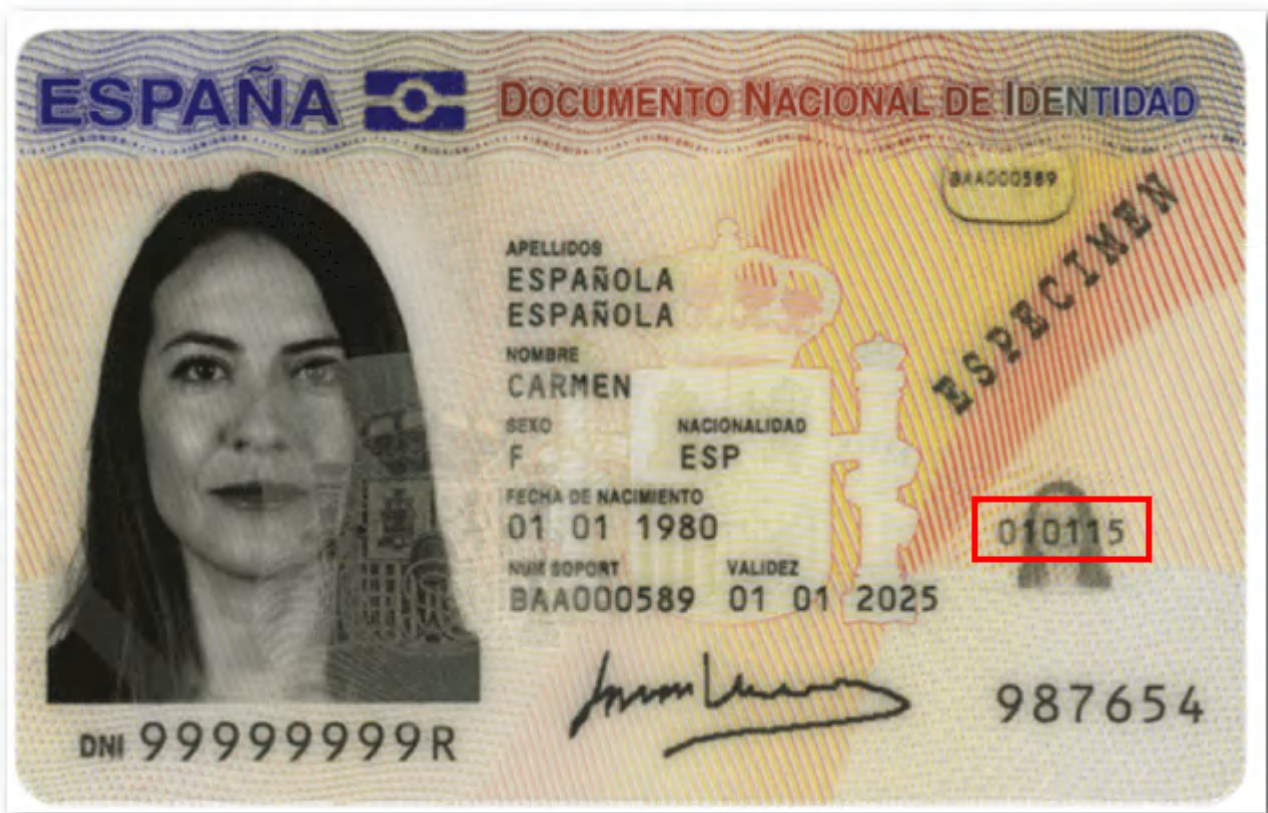 ESPAÑA DOCUMENTO NACIONAL DE IDENTIDAD
BAA000589
ESPECIMEN
APELLIDOS
ESPAÑOLA
ESPAÑOLA
NOMBRE
CARMEN
SEXO NACIONALIDAD
F ESP
FECHA DE NACIMIENTO
01 01 1980
010115
NUM SOPORT VALIDEZ
BAA000589 01 01 2025
987654
DNI 99999999R